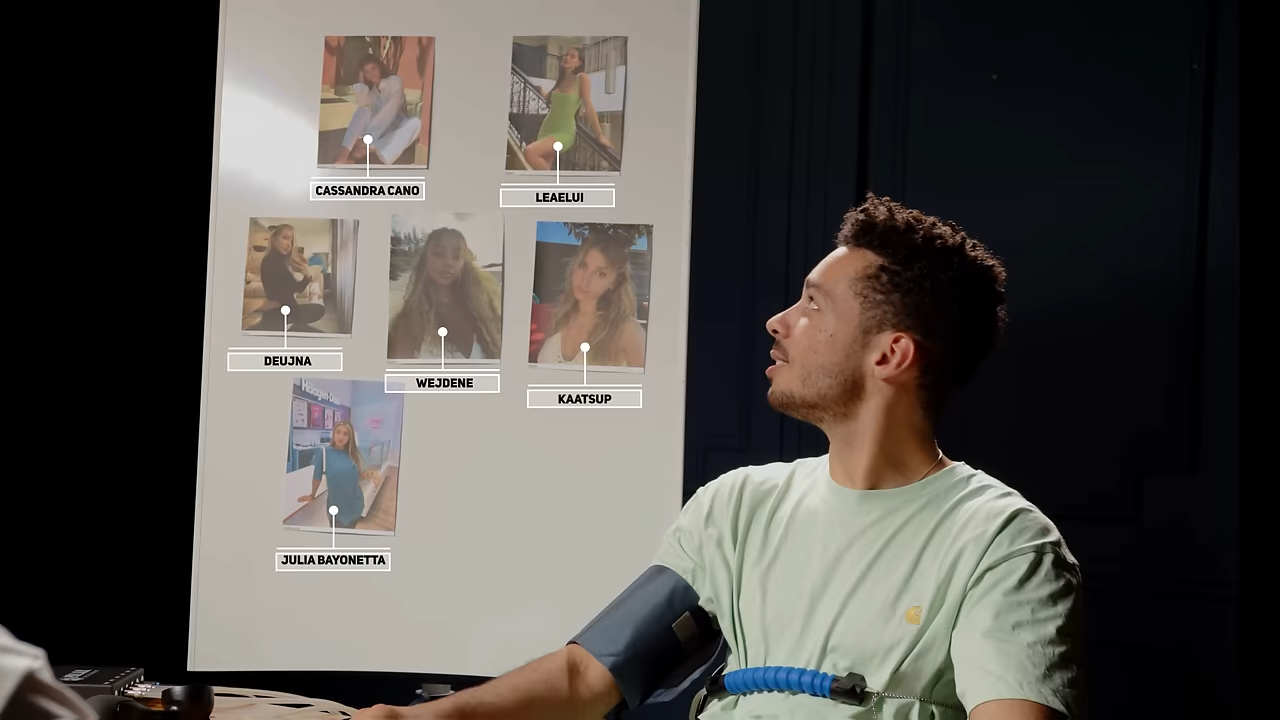 CASSANDRA CANO
LEAELUI
DEUJNA
WEJDENE
KAATSUP
JULIA BAYONETTA